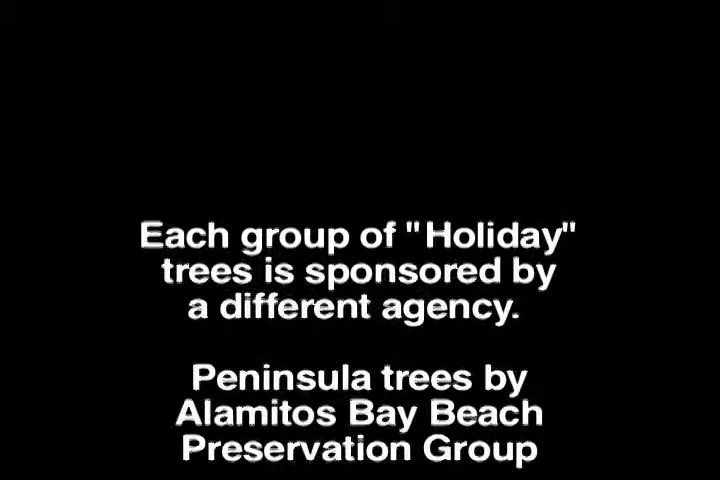 Each group of "Holiday"
trees is sponsored by
a different agency.
Peninsula trees by
Alamitos Bay Beach
Preservation Group